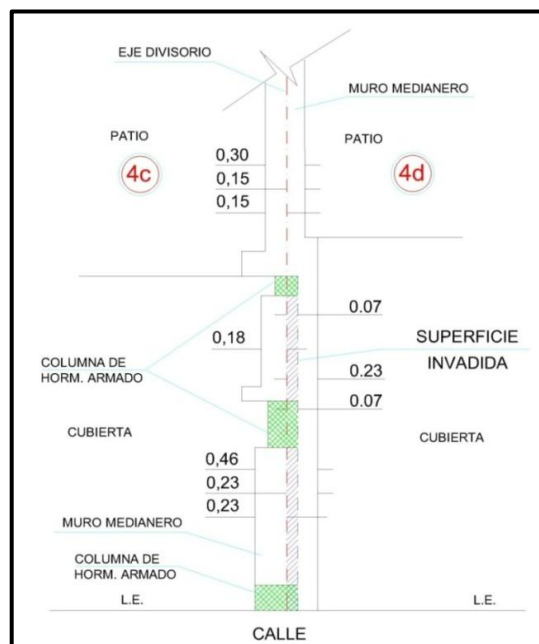 EJE DIVISORIO
MURO MEDIANERO
PATIO
PATIO
4c
0,30
4d
0,15
0,15
0.07
0,18
SUPERFICIE
INVADIDA
COLUMNA DE
HORM. ARMADO
0.23
0.07
CUBIERTA
CUBIERTA
0,46
0,23
0,23
MURO MEDIANERO
COLUMNA DE
HORM. ARMADO
L.E.
L.E.
CALLE